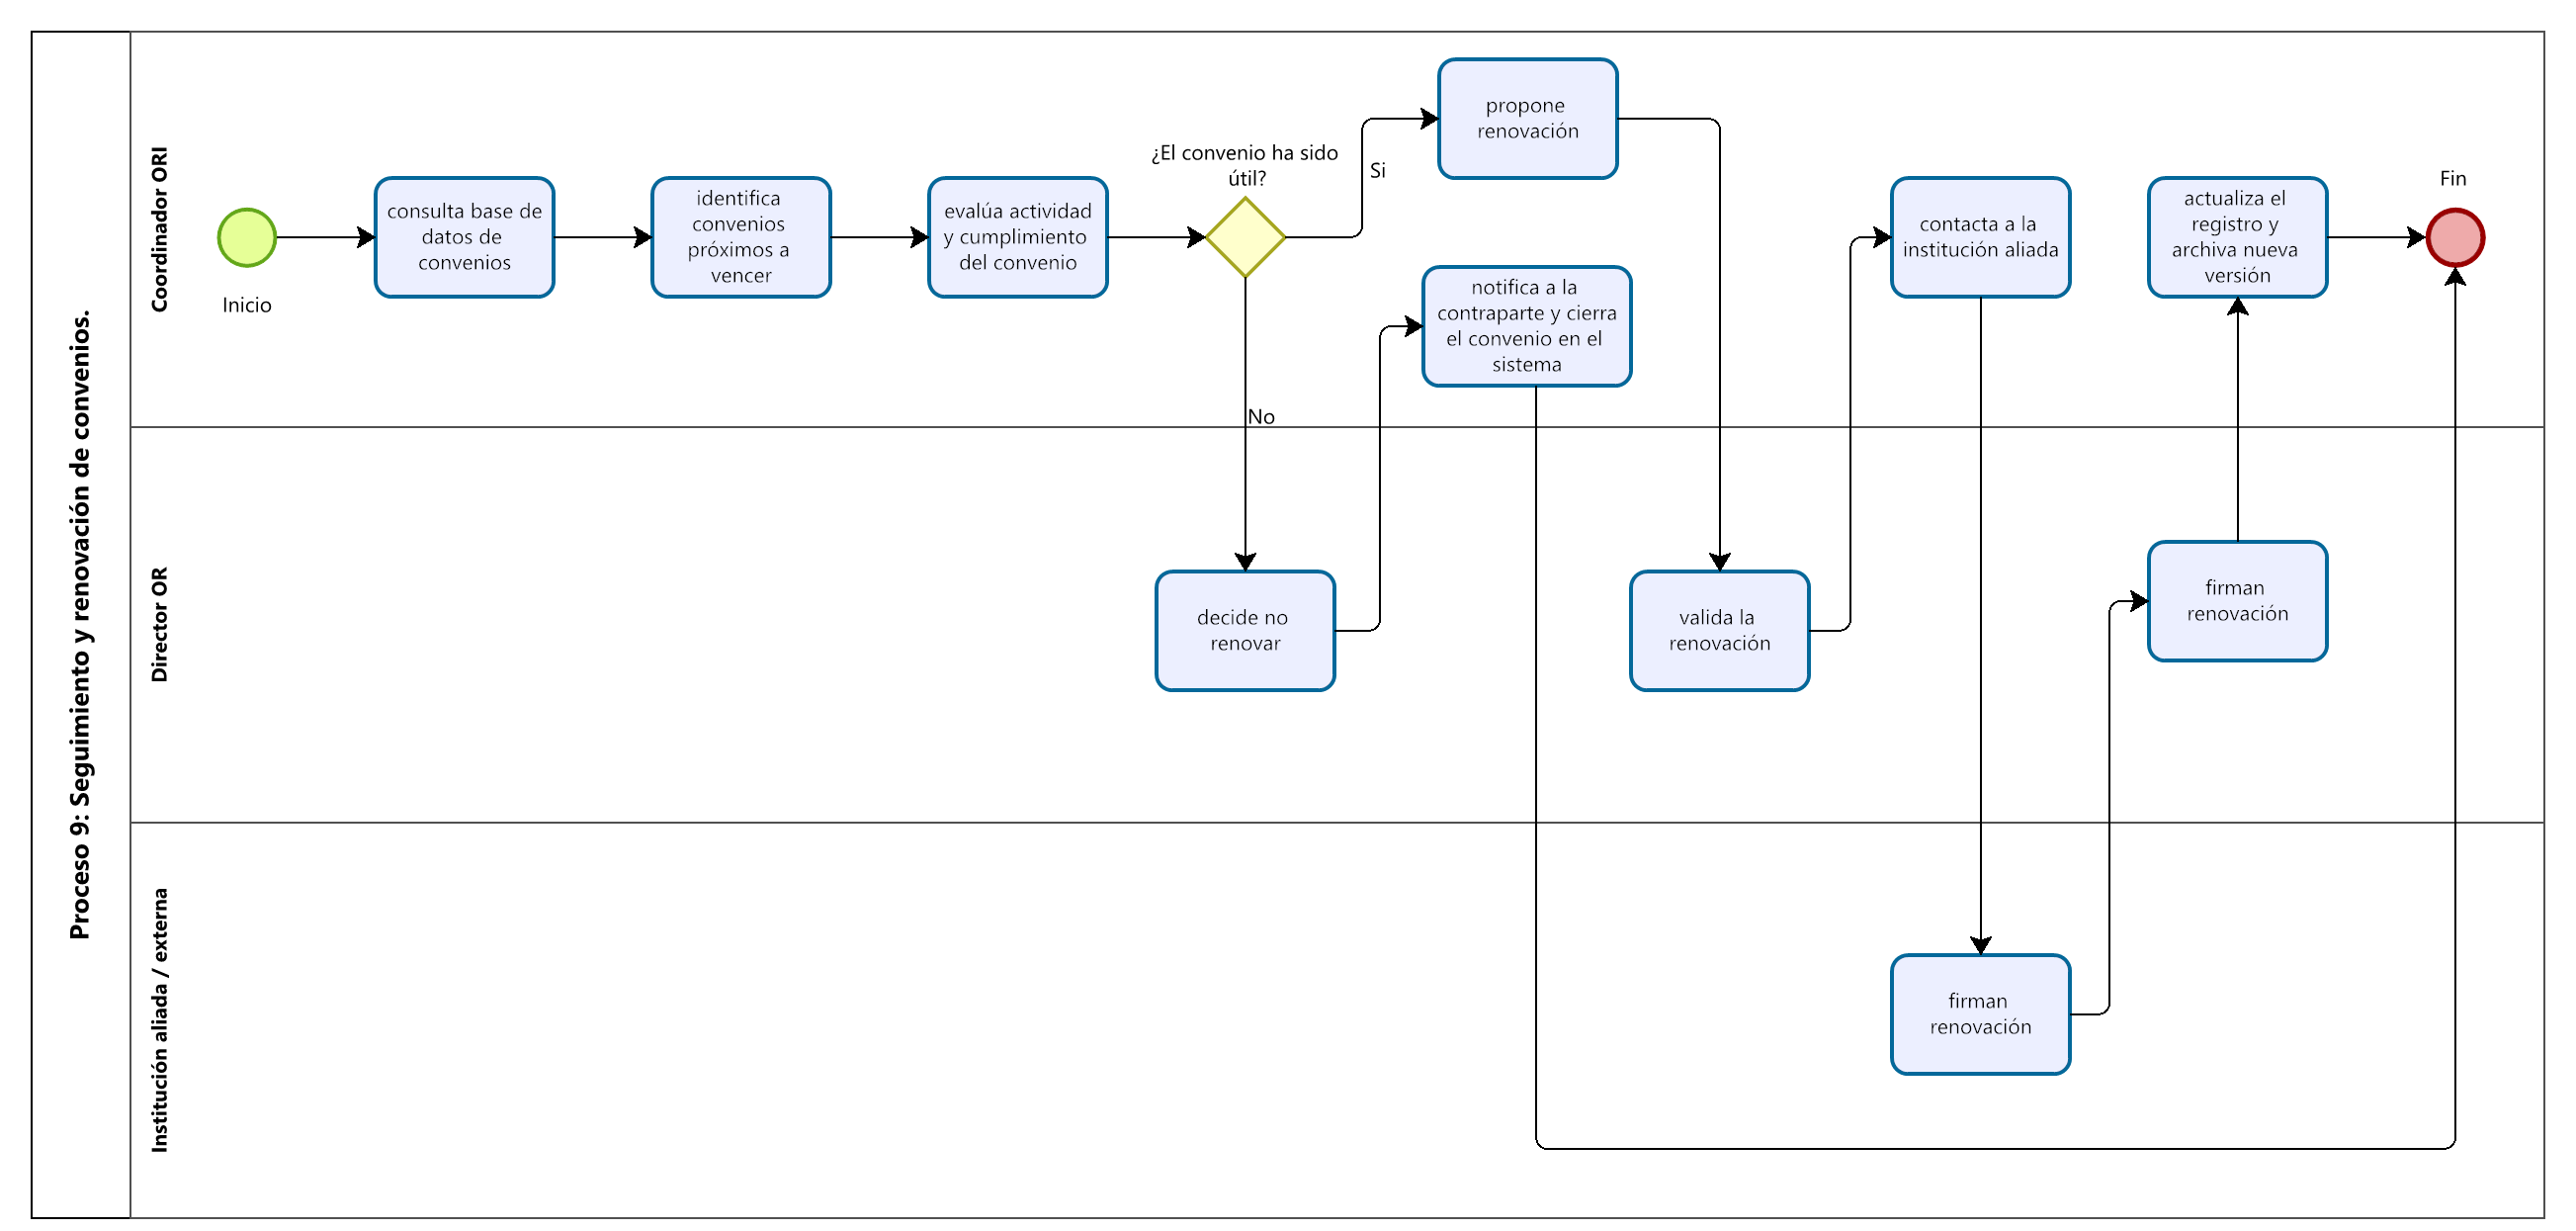 Proceso 9: Seguimiento y renovación de convenios.
Coordinador ORI
Inicio
consulta base de
datos de
convenios
identifica
convenios
próximos a
vencer
evalúa actividad
y cumplimiento
del convenio
¿El convenio ha sido
útil?
Si
No
propone
renovación
notifica a la
contraparte y cierra
el convenio en el
sistema
contacta a la
institución aliada
actualiza el
registro y
archiva nueva
versión
Fin
Director OR
decide no
renovar
valida la
renovación
firman
renovación
Institución aliada / externa
firman
renovación